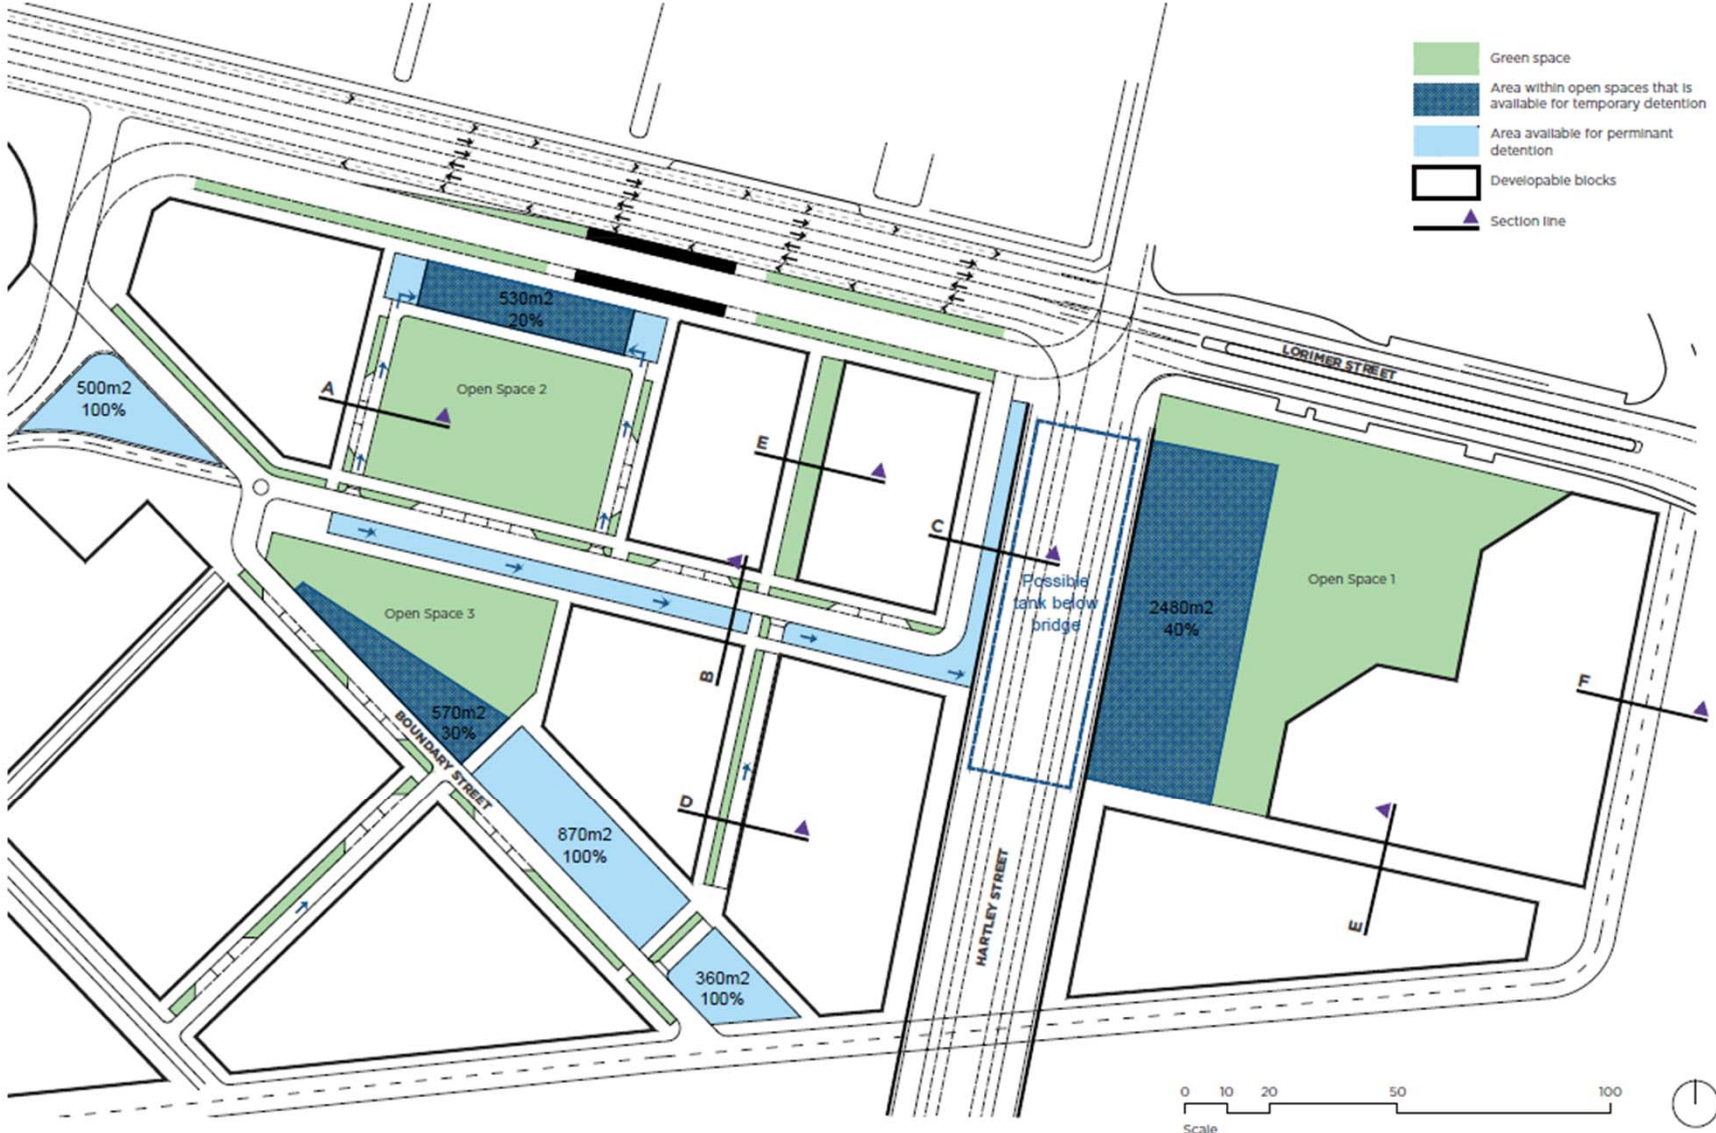 Green space
Area within open spaces that is
available for temporary detention
Area available for perminant
detention
Developable blocks
Section line
530m2
20%
LORIMER STREET
500m2
100%
A
Open Space 2
E
C
Possible
tank below
bridge
Open Space 1
2480m2
40%
Open Space 3
B
F
570m2
30%
BOUNDARY STREET
D
870m2
100%
HARTLEY STREET
E
360m2
100%
0 10 20 50 100
Scale